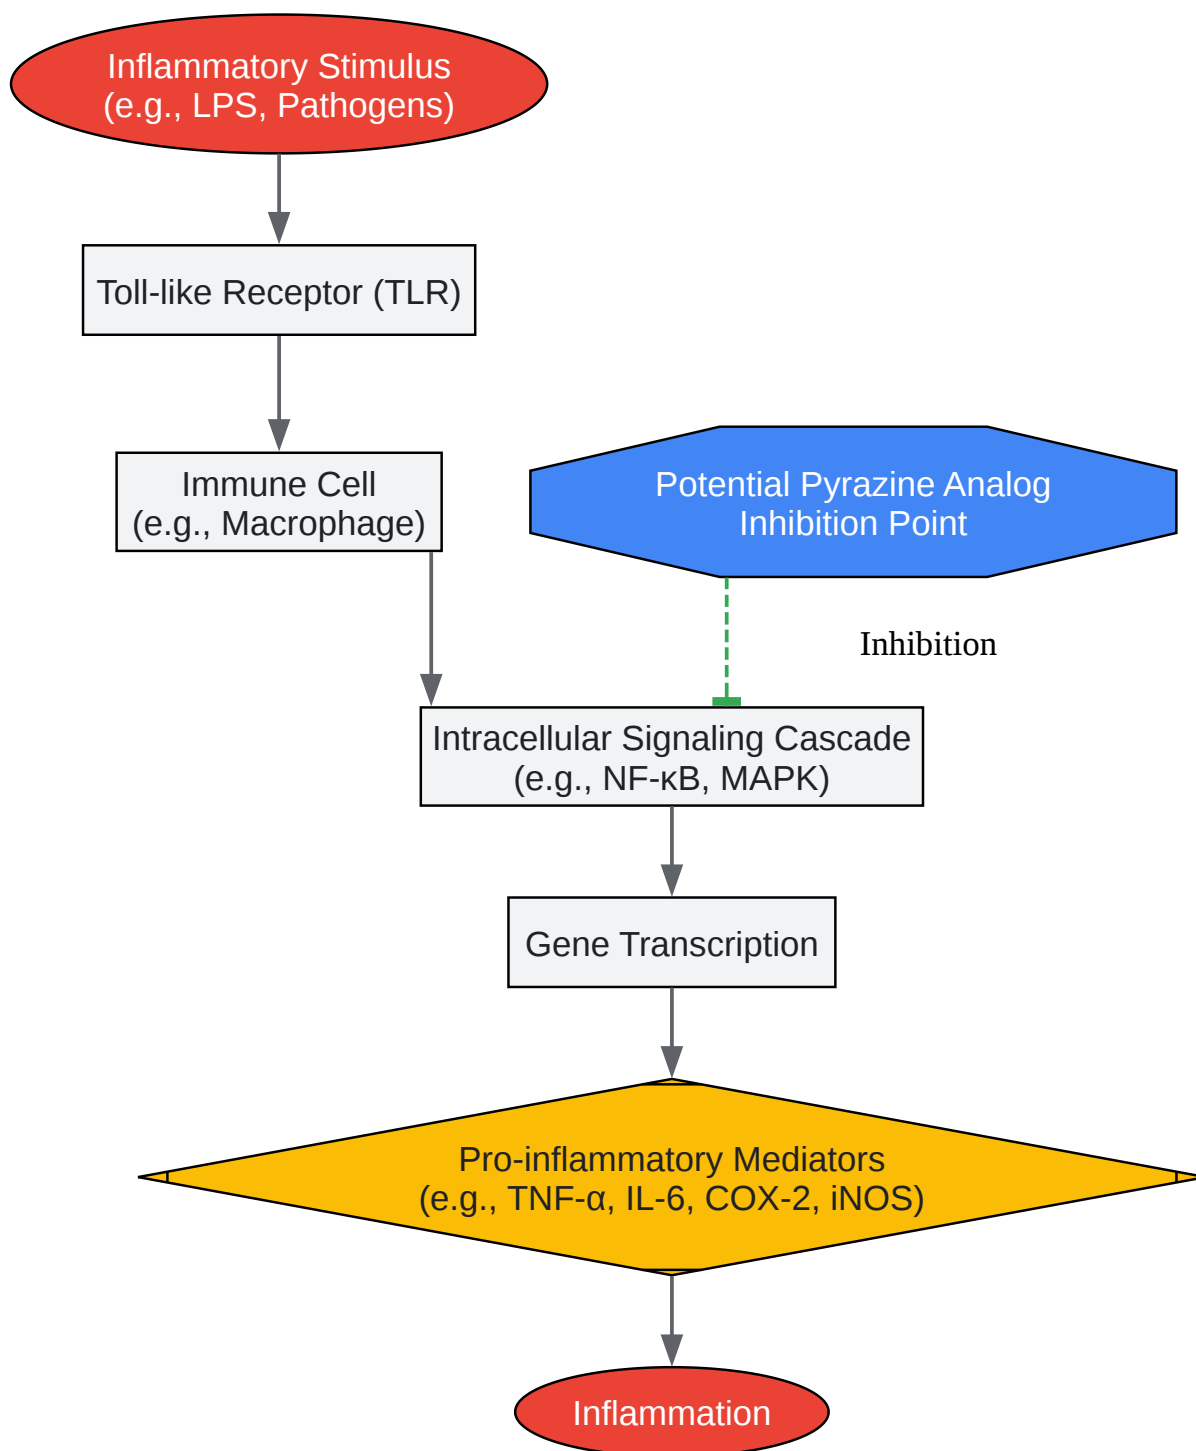 Inflammatory Stimulus
(e.g., LPS, Pathogens)
Toll-like Receptor (TLR)
Immune Cell
(e.g., Macrophage)
Potential Pyrazine Analog
Inhibition Point
Inhibition
Intracellular Signaling Cascade
(e.g., NF-κB, MAPK)
Gene Transcription
Pro-inflammatory Mediators
(e.g., TNF-α, IL-6, COX-2, iNOS)
Inflammation